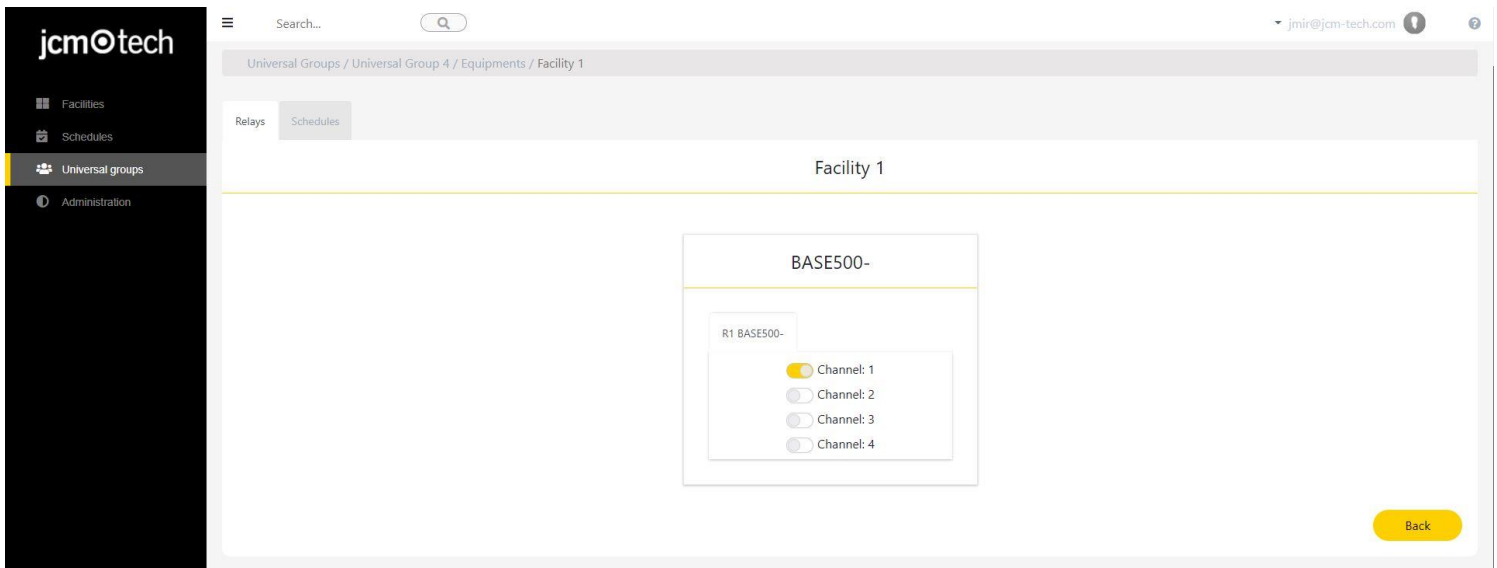 jcm tech
Search...
jmir@jcm-tech.com
Universal Groups / Universal Group 4 / Equipments / Facility 1
Facilities
Schedules
Universal groups
Administration
Relays
Schedules
Facility 1
BASE500-
R1 BASE500-
Channel: 1
Channel: 2
Channel: 3
Channel: 4
Back